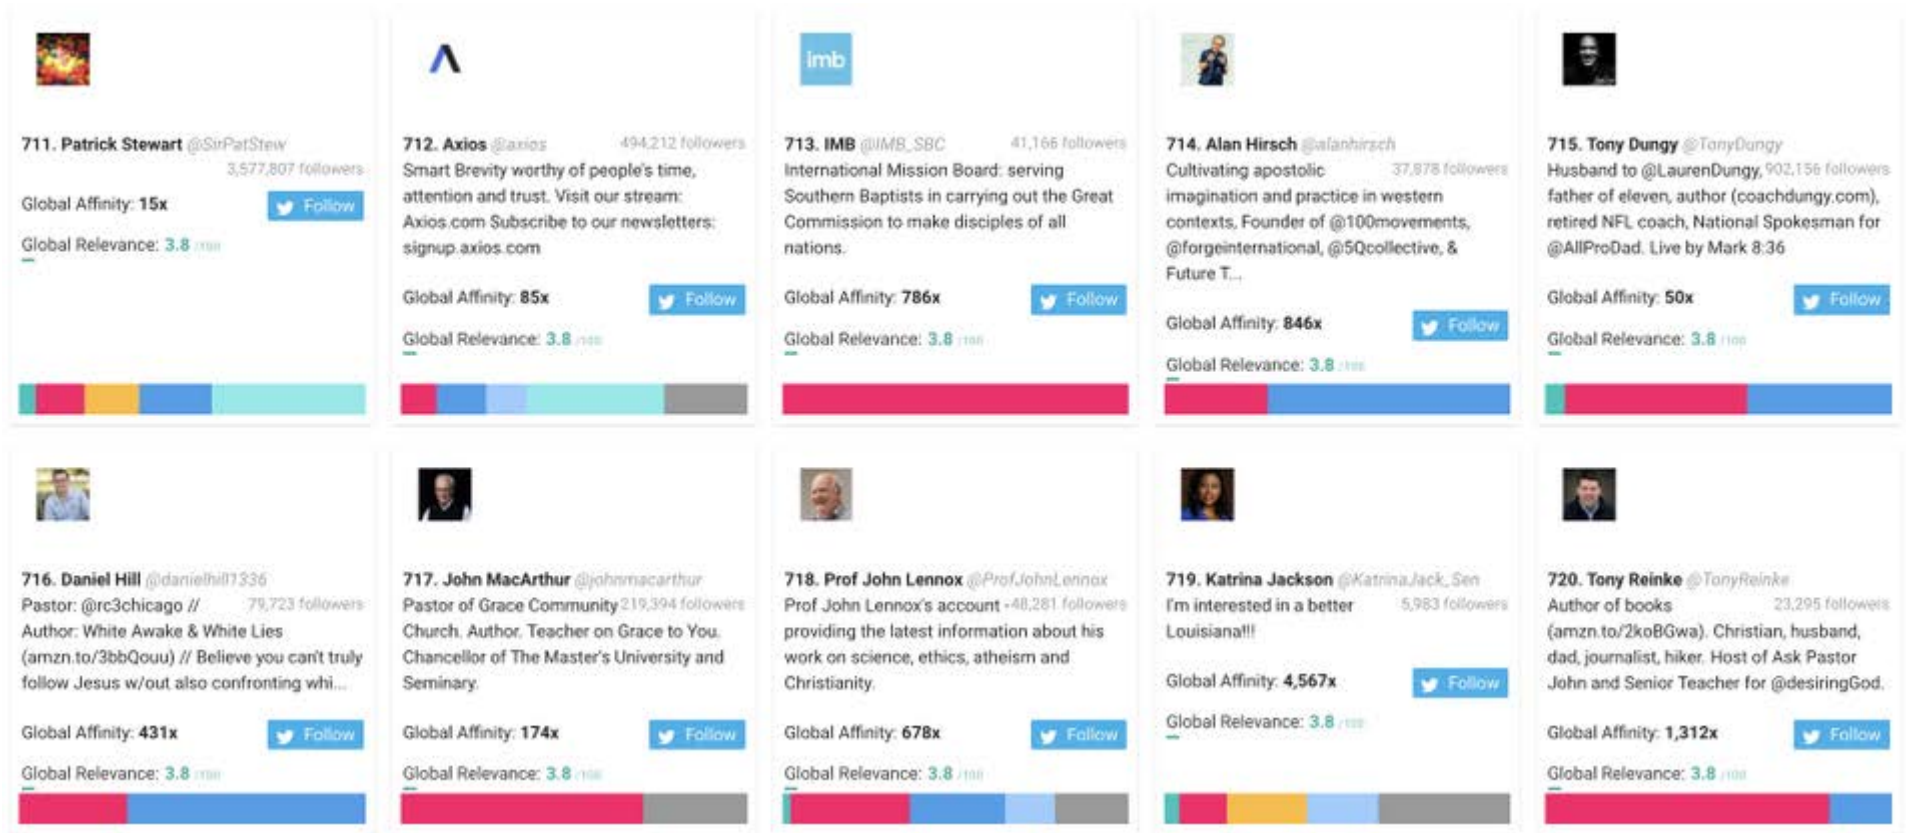 imb
711. Patrick Stewart @SirPatStew
3,577,807 followers
Global Affinity: 15x
Follow
Global Relevance: 3.8 /100
712. Axios @axios 494,212 followers
Smart Brevity worthy of people's time,
attention and trust. Visit our stream:
Axios.com Subscribe to our newsletters:
signup.axios.com
Global Affinity: 85x
Follow
Global Relevance: 3.8 /100
713. IMB @IMB_SBC 41,166 followers
International Mission Board: serving
Southern Baptists in carrying out the Great
Commission to make disciples of all
nations.
Global Affinity: 786x
Follow
Global Relevance: 3.8 /100
714. Alan Hirsch @alanhirsch
Cultivating apostolic 37,878 followers
imagination and practice in western
contexts, Founder of @100movements,
@forgeinternational, @5Qcollective, &
Future T...
Global Affinity: 846x
Follow
Global Relevance: 3.8 /100
715. Tony Dungy @TonyDungy
Husband to @LaurenDungy, 902,156 followers
father of eleven, author (coachdungy.com),
retired NFL coach, National Spokesman for
@AllProDad. Live by Mark 8:36
Global Affinity: 50x
Follow
Global Relevance: 3.8 /100
716. Daniel Hill @danielhill1336
Pastor: @rc3chicago // 79,723 followers
Author: White Awake & White Lies
(amzn.to/3bbQouu) // Believe you can't truly
follow Jesus w/out also confronting whi...
Global Affinity: 431x
Follow
Global Relevance: 3.8 /100
717. John MacArthur @johnmacarthur
Pastor of Grace Community 219,394 followers
Church. Author. Teacher on Grace to You.
Chancellor of The Master's University and
Seminary.
Global Affinity: 174x
Follow
Global Relevance: 3.8 /100
718. Prof John Lennox @ProfJohnLennox
Prof John Lennox's account - 48,281 followers
providing the latest information about his
work on science, ethics, atheism and
Christianity.
Global Affinity: 678x
Follow
Global Relevance: 3.8 /100
719. Katrina Jackson @KatrinaJack_Sen
I'm interested in a better 5,983 followers
Louisiana!!!
Global Affinity: 4,567x
Follow
Global Relevance: 3.8 /100
720. Tony Reinke @TonyReinke
Author of books 23,295 followers
(amzn.to/2koBGwa). Christian, husband,
dad, journalist, hiker. Host of Ask Pastor
John and Senior Teacher for @desiringGod.
Global Affinity: 1,312x
Follow
Global Relevance: 3.8 /100